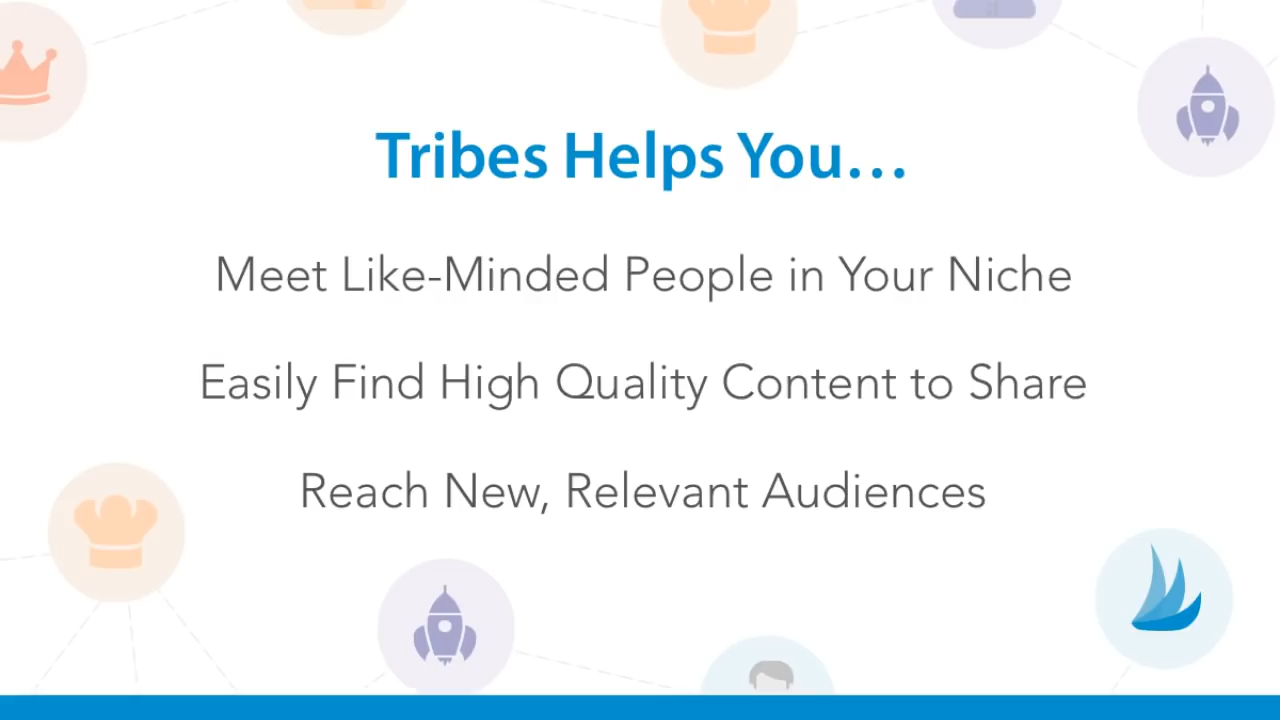 Tribes Helps You…
Meet Like-Minded People in Your Niche
Easily Find High Quality Content to Share
Reach New, Relevant Audiences